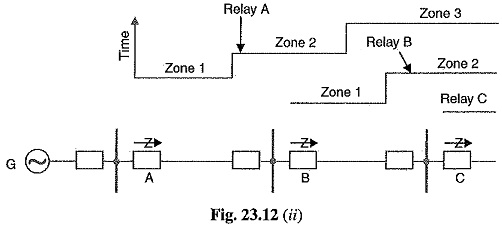 Relay A
Zone 3
Time
Zone 2
Relay B
Zone 1
Zone 2
Zone 1
Relay C
Z
Z
Z
G
A
B
C
Fig. 23.12 (ii)